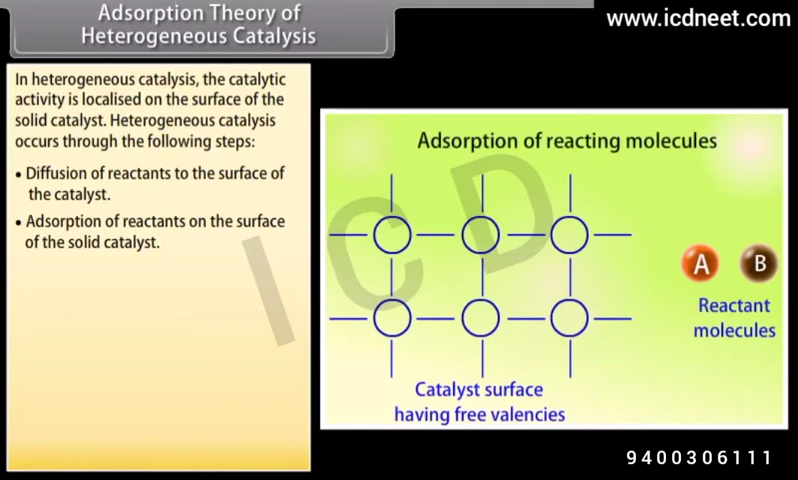 Adsorption Theory of
Heterogeneous Catalysis
www.icdneet.com
In heterogeneous catalysis, the catalytic
activity is localised on the surface of the
solid catalyst. Heterogeneous catalysis
occurs through the following steps:
• Diffusion of reactants to the surface of
the catalyst.
• Adsorption of reactants on the surface
of the solid catalyst.
Adsorption of reacting molecules
ICD
A B
Reactant
molecules
Catalyst surface
having free valencies
9400306111